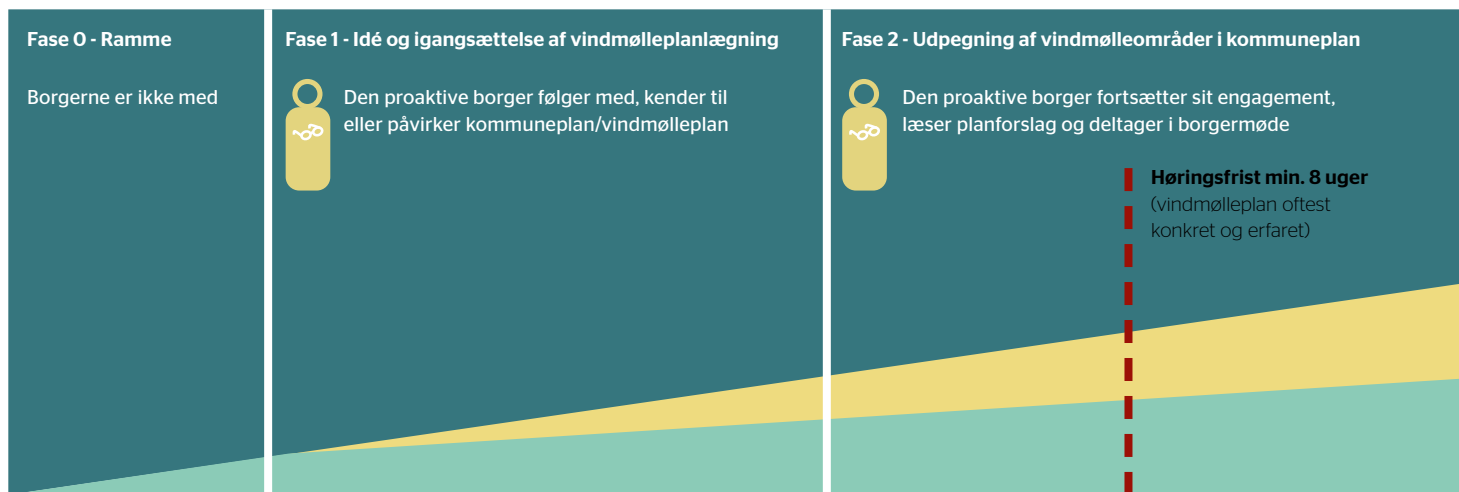 Fase 0 - Ramme
Borgerne er ikke med
Fase 1 - Idé og igangsættelse af vindmølleplanlægning
Den proaktive borger følger med, kender til
eller påvirker kommuneplan/vindmølleplan
Fase 2 - Udpegning af vindmølleområder i kommuneplan
Den proaktive borger fortsætter sit engagement,
læser planforslag og deltager i borgermøde
Høringsfrist min. 8 uger
(vindmølleplan oftest
konkret og erfaret)